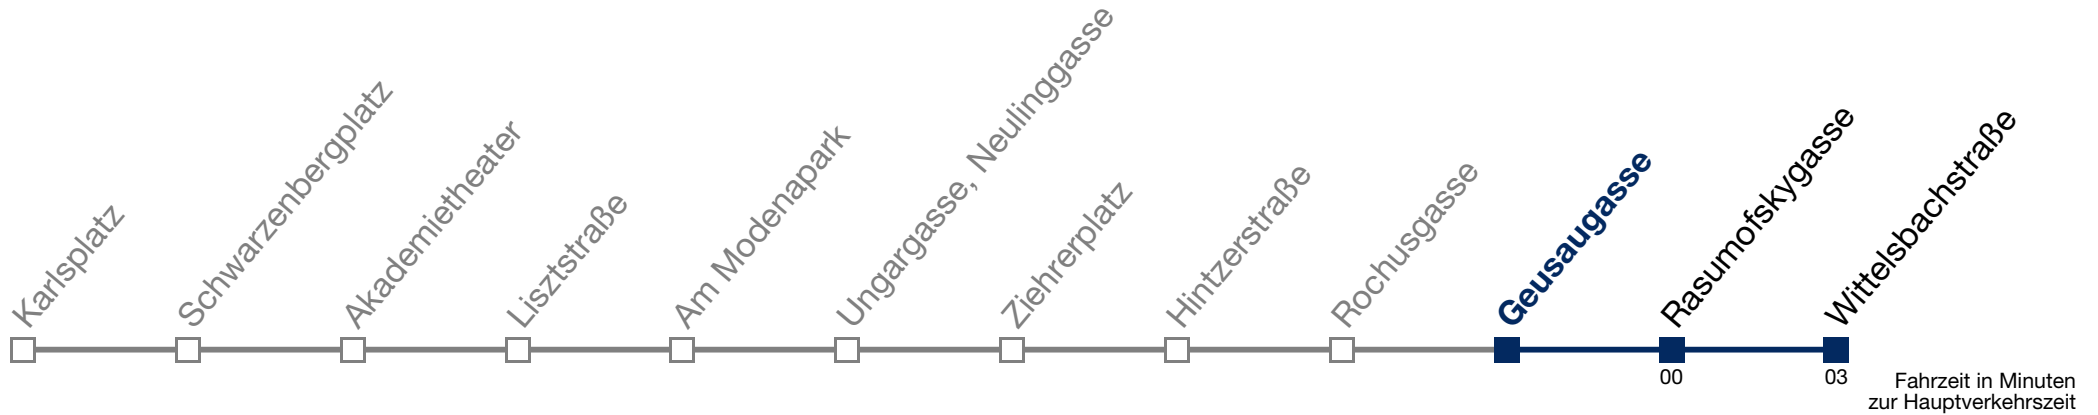 Karlsplatz
Schwarzenbergplatz
Akademietheater
Lisztstraße
Am Modenapark
Ungargasse, Neulinggasse
Ziehrerplatz
Hintzerstraße
Rochusgasse
Geusaugasse
Rasumofskygasse
Wittelsbachstraße
00
03
Fahrzeit in Minuten
zur Hauptverkehrszeit